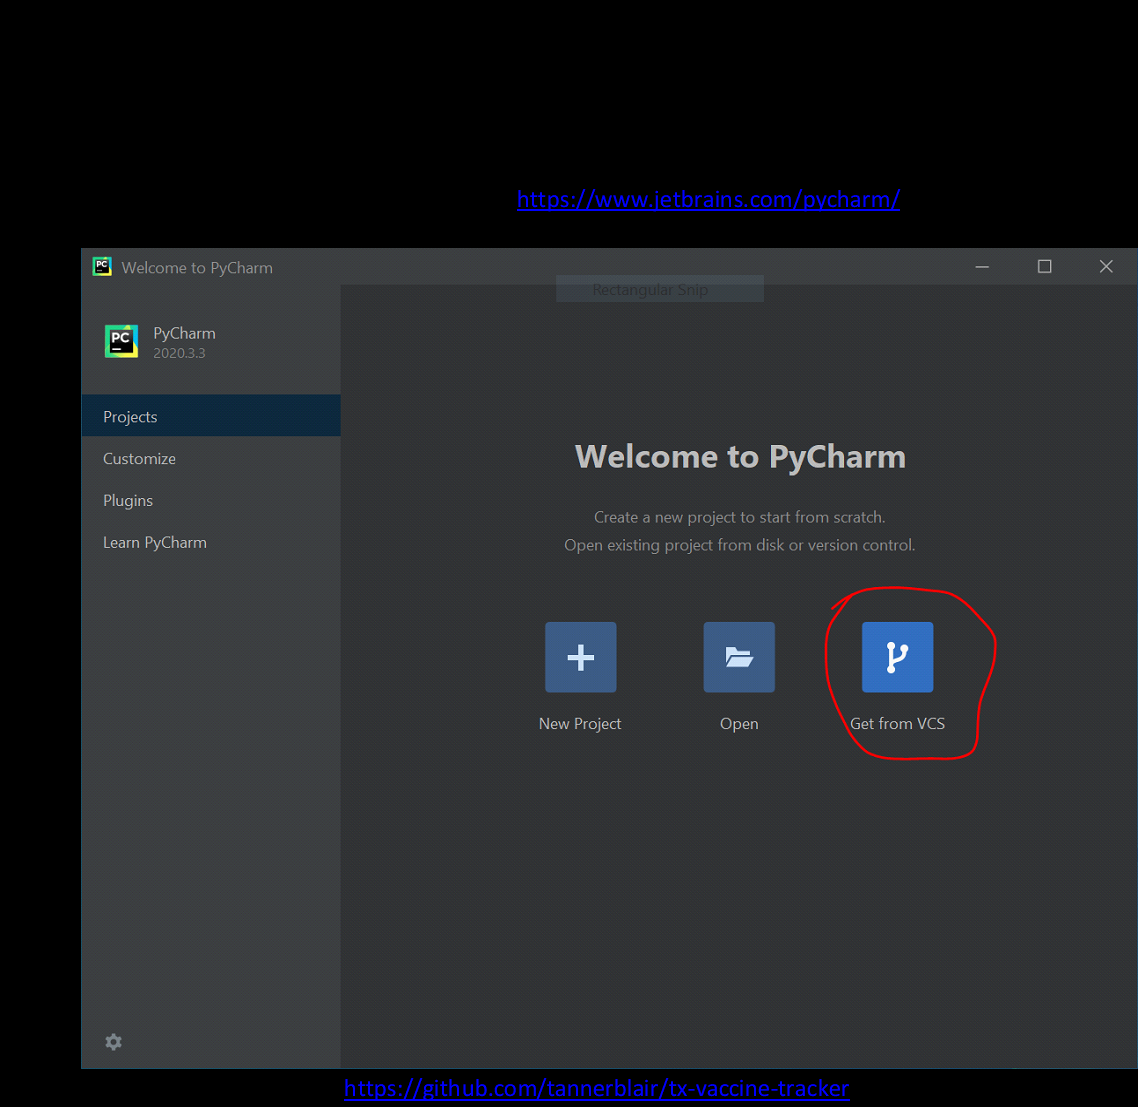 https://www.jetbrains.com/pycharm/
PC
Welcome to PyCharm
Rectangular Snip
PC
PyCharm
2020.3.3
Projects
Customize
Plugins
Learn PyCharm
Welcome to PyCharm
Create a new project to start from scratch.
Open existing project from disk or version control.
New Project
Open
Get from VCS
https://github.com/tannerblair/tx-vaccine-tracker